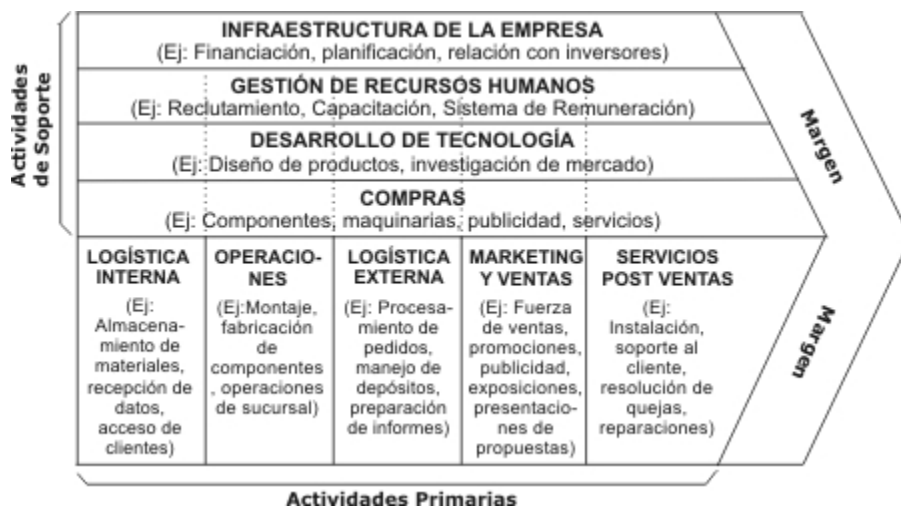 Actividades
de Soporte
INFRAESTRUCTURA DE LA EMPRESA
(Ej: Financiación, planificación, relación con inversores)
GESTIÓN DE RECURSOS HUMANOS
(Ej: Reclutamiento, Capacitación, Sistema de Remuneración)
DESARROLLO DE TECNOLOGÍA
(Ej: Diseño de productos, investigación de mercado)
COMPRAS
(Ej: Componentes, maquinarias, publicidad, servicios)
Margen
LOGÍSTICA
INTERNA
(Ej:
Almacena-
miento de
materiales,
recepción de
datos,
acceso de
clientes)
OPERACIO-
NES
(Ej:Montaje,
fabricación
de
componentes
, operaciones
de sucursal)
LOGÍSTICA
EXTERNA
(Ej: Procesa-
miento de
pedidos,
manejo de
depósitos,
preparación
de informes)
MARKETING
Y VENTAS
(Ej: Fuerza
de ventas,
promociones,
publicidad,
exposiciones,
presentacio-
nes de
propuestas)
SERVICIOS
POST VENTAS
(Ej:
Instalación,
soporte al
cliente,
resolución de
quejas,
reparaciones)
Margen
Actividades Primarias